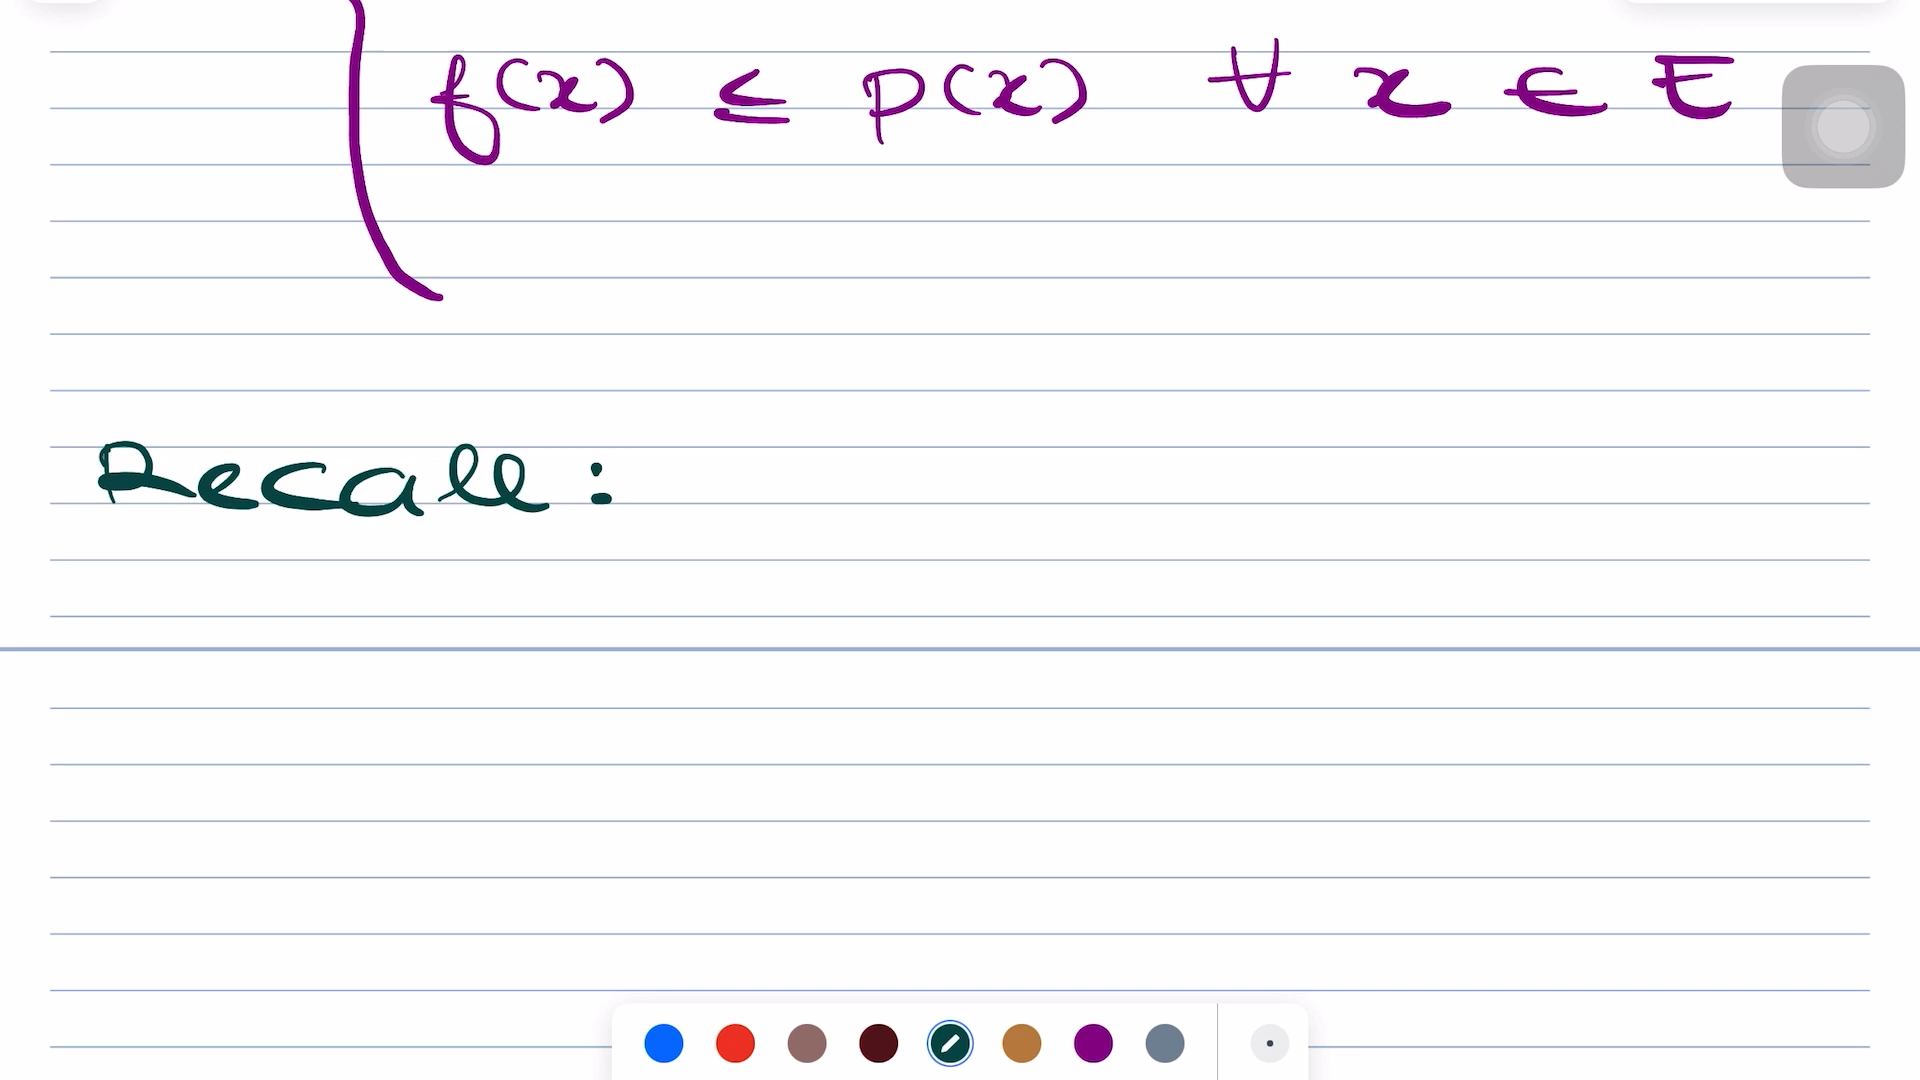 f(x) ≤ p(x) ∀ x ∈ E
Recall :